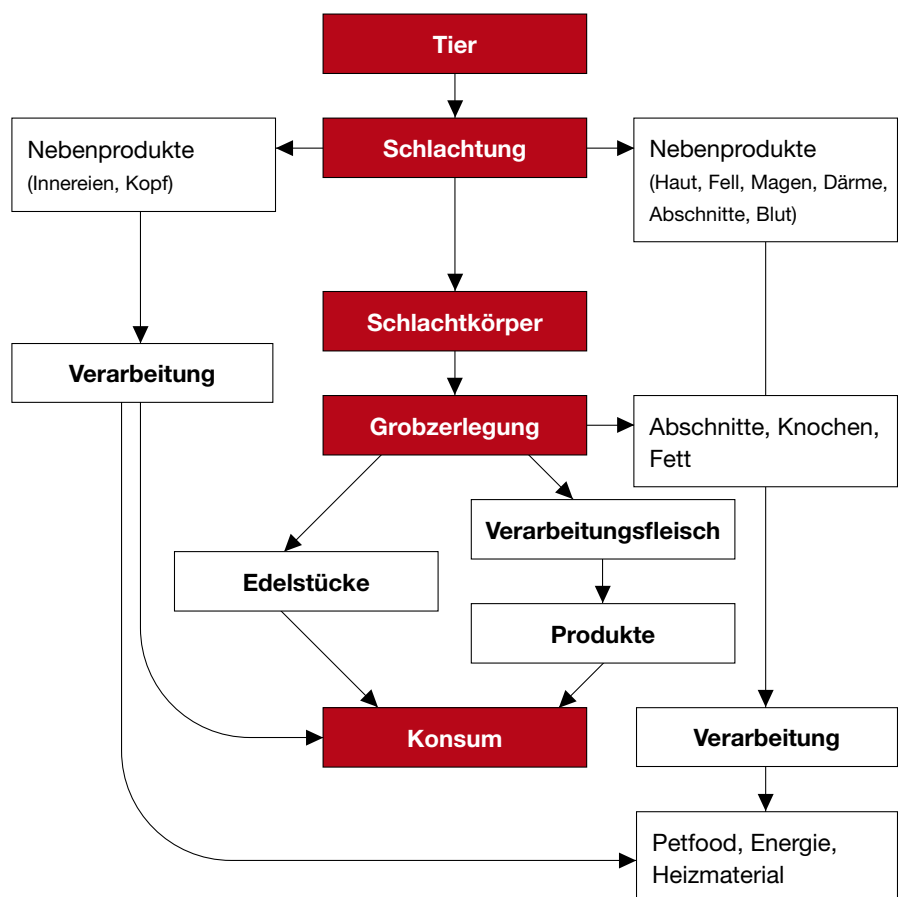 Tier
Nebenprodukte
(Innereien, Kopf)
Schlachtung
Nebenprodukte
(Haut, Fell, Magen, Därme,
Abschnitte, Blut)
Schlachtkörper
Verarbeitung
Grobzerlegung
Abschnitte, Knochen,
Fett
Verarbeitungsfleisch
Edelstücke
Produkte
Konsum
Verarbeitung
Petfood, Energie,
Heizmaterial